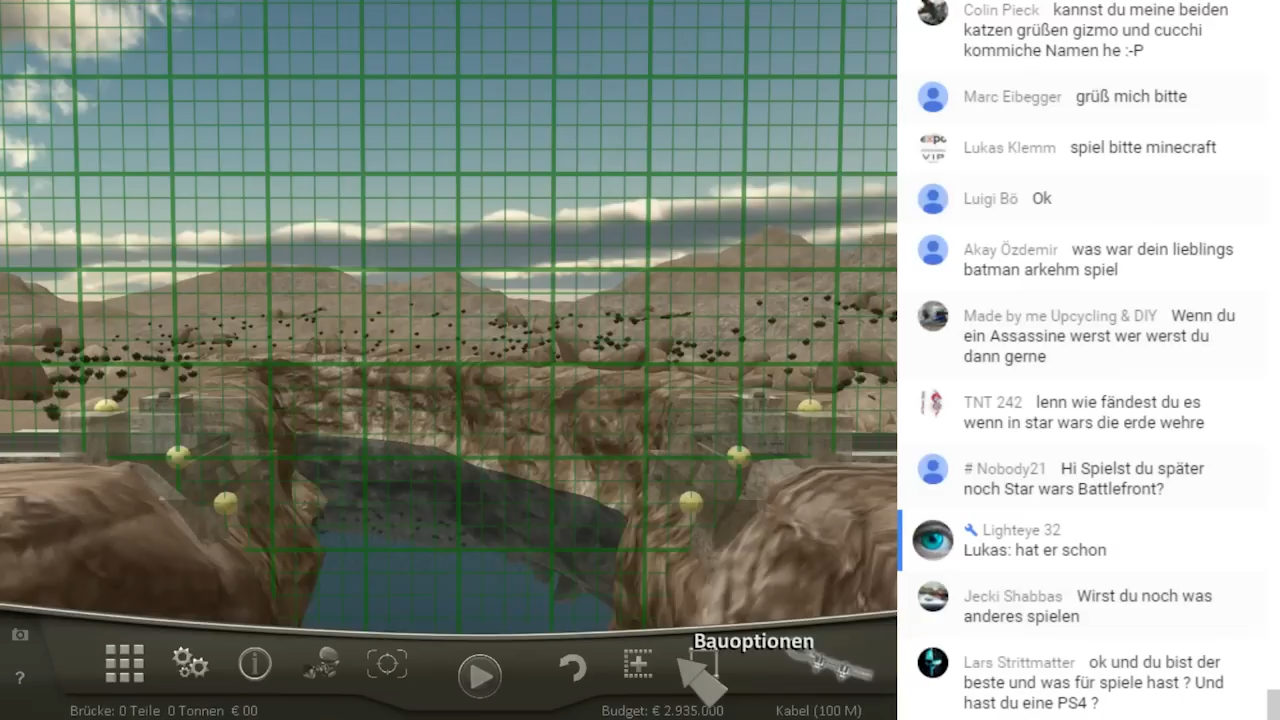 Colin Pieck kannst du meine beiden
katzen grüßen gizmo und cucchi
kommiche Namen he :-P
Marc Eibegger grüß mich bitte
expo
VIP
Lukas Klemm spiel bitte minecraft
Luigi Bö Ok
Akay Özdemir was war dein lieblings
batman arkehm spiel
Made by me Upcycling & DIY Wenn du
ein Assassine werst wer werst du
dann gerne
TNT 242 lenn wie fändest du es
wenn in star wars die erde wehre
# Nobody21 Hi Spielst du später
noch Star wars Battlefront?
Lighteye 32
Lukas: hat er schon
Jecki Shabbas Wirst du noch was
anderes spielen
Lars Strittmatter ok und du bist der
beste und was für spiele hast ? Und
hast du eine PS4 ?
Bauoptionen
?
Brücke: 0 Teile 0 Tonnen € 00
Budget: € 2.935.000
Kabel (100 M)